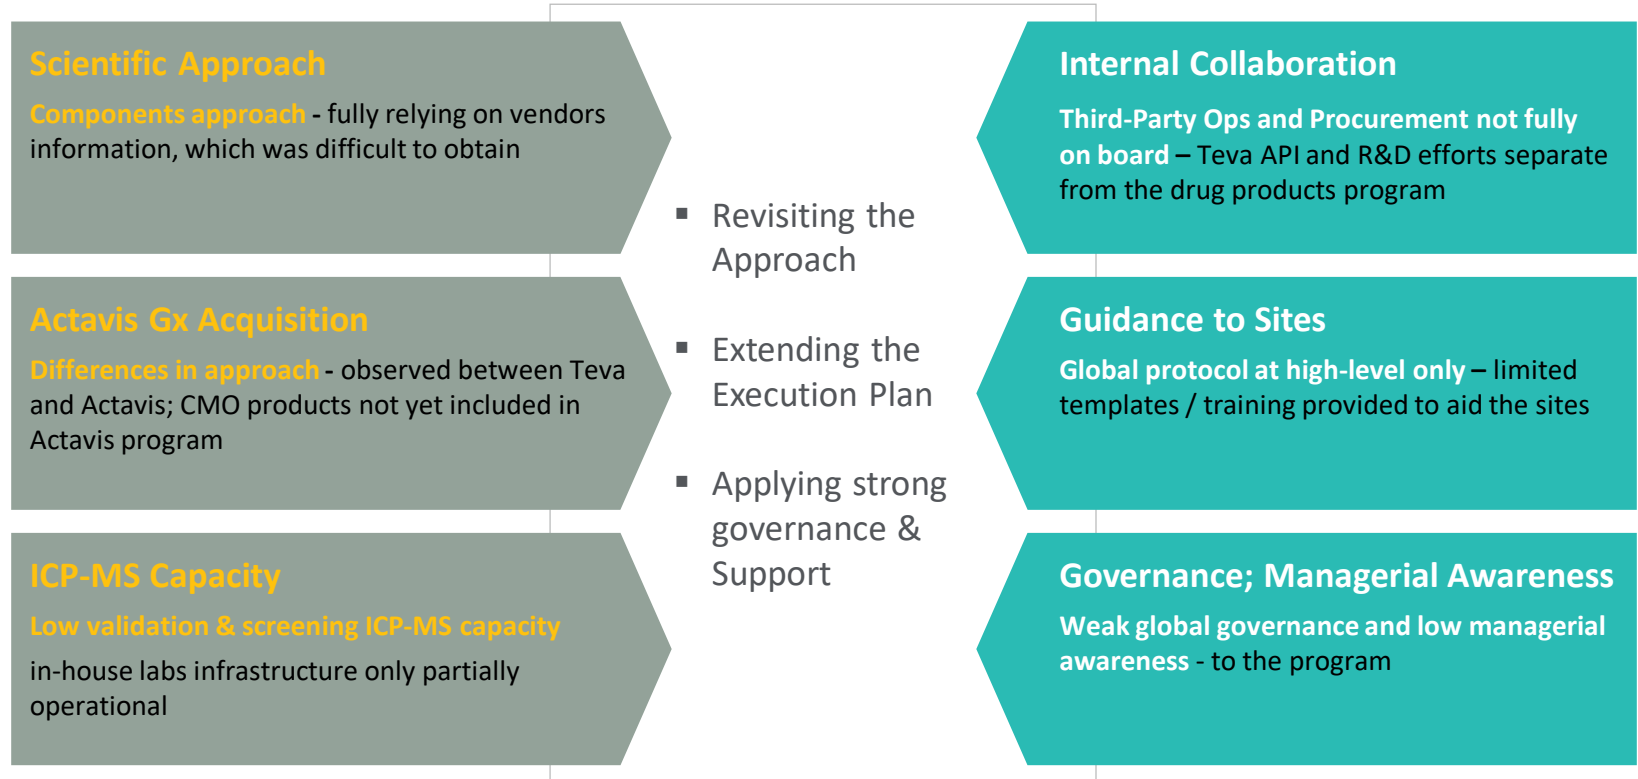 Scientific Approach
Components approach - fully relying on vendors
information, which was difficult to obtain
Actavis Gx Acquisition
Differences in approach - observed between Teva
and Actavis; CMO products not yet included in
Actavis program
ICP-MS Capacity
Low validation & screening ICP-MS capacity
in-house labs infrastructure only partially
operational
▪ Revisiting the
Approach
▪ Extending the
Execution Plan
▪ Applying strong
governance &
Support
Internal Collaboration
Third-Party Ops and Procurement not fully
on board – Teva API and R&D efforts separate
from the drug products program
Guidance to Sites
Global protocol at high-level only – limited
templates / training provided to aid the sites
Governance; Managerial Awareness
Weak global governance and low managerial
awareness - to the program